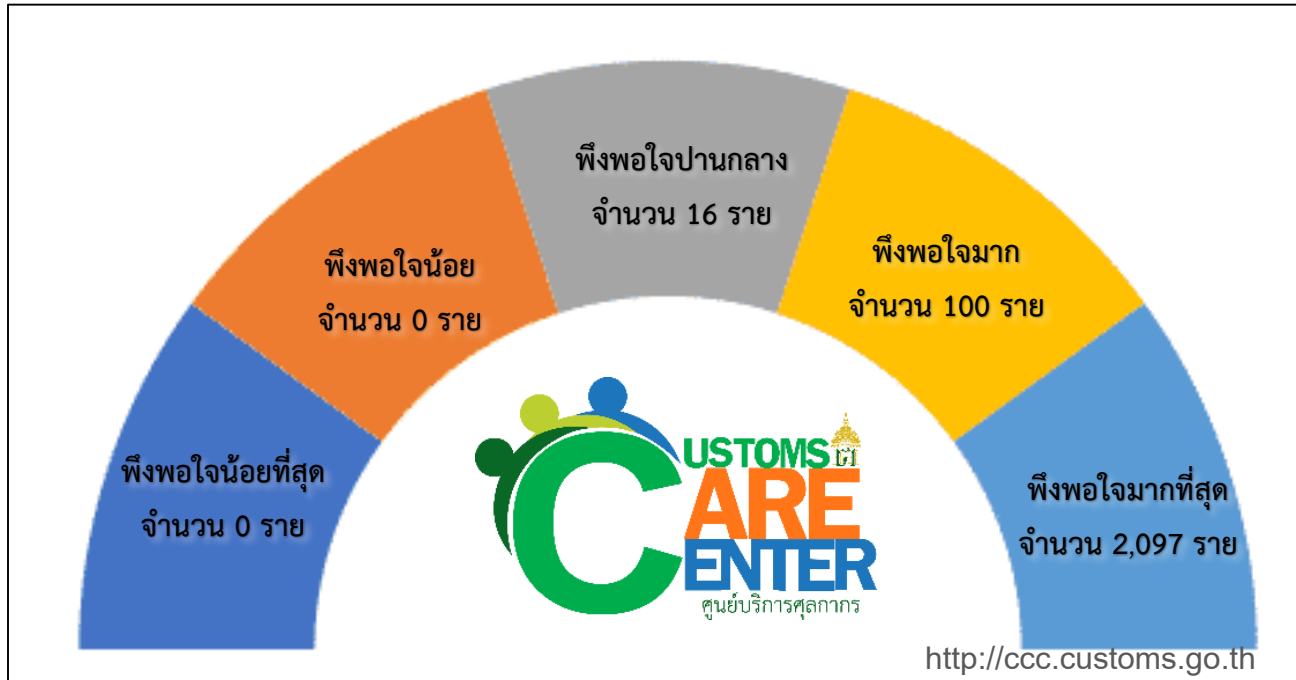 พึงพอใจปานกลาง
จำนวน 16 ราย
พึงพอใจน้อย
จำนวน 0 ราย
พึงพอใจมาก
จำนวน 100 ราย
พึงพอใจน้อยที่สุด
จำนวน 0 ราย
CUSTOMS
CARE
CENTER
ศูนย์บริการศุลกากร
พึงพอใจมากที่สุด
จำนวน 2,097 ราย
http://ccc.customs.go.th